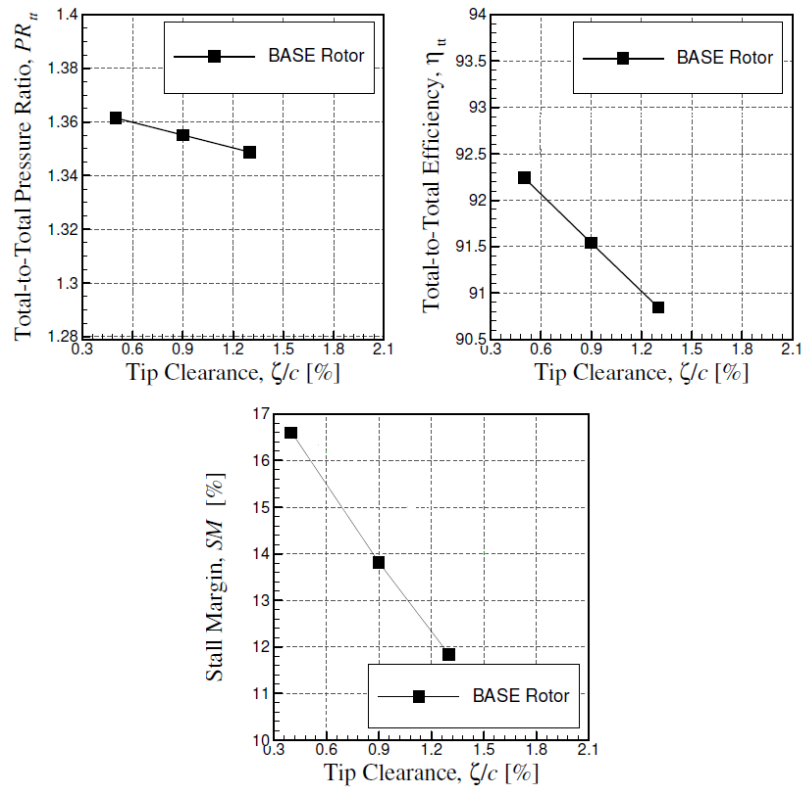 Total-to-Total Pressure Ratio, PR_tt
1.4
1.38
1.36
1.34
1.32
1.3
1.28
BASE Rotor
0.3 0.6 0.9 1.2 1.5 1.8 2.1
Tip Clearance, ζ/c [%]
Total-to-Total Efficiency, η_tt
94
93.5
93
92.5
92
91.5
91
90.5
BASE Rotor
0.3 0.6 0.9 1.2 1.5 1.8 2.1
Tip Clearance, ζ/c [%]
Stall Margin, SM [%]
17
16
15
14
13
12
11
10
BASE Rotor
0.3 0.6 0.9 1.2 1.5 1.8 2.1
Tip Clearance, ζ/c [%]